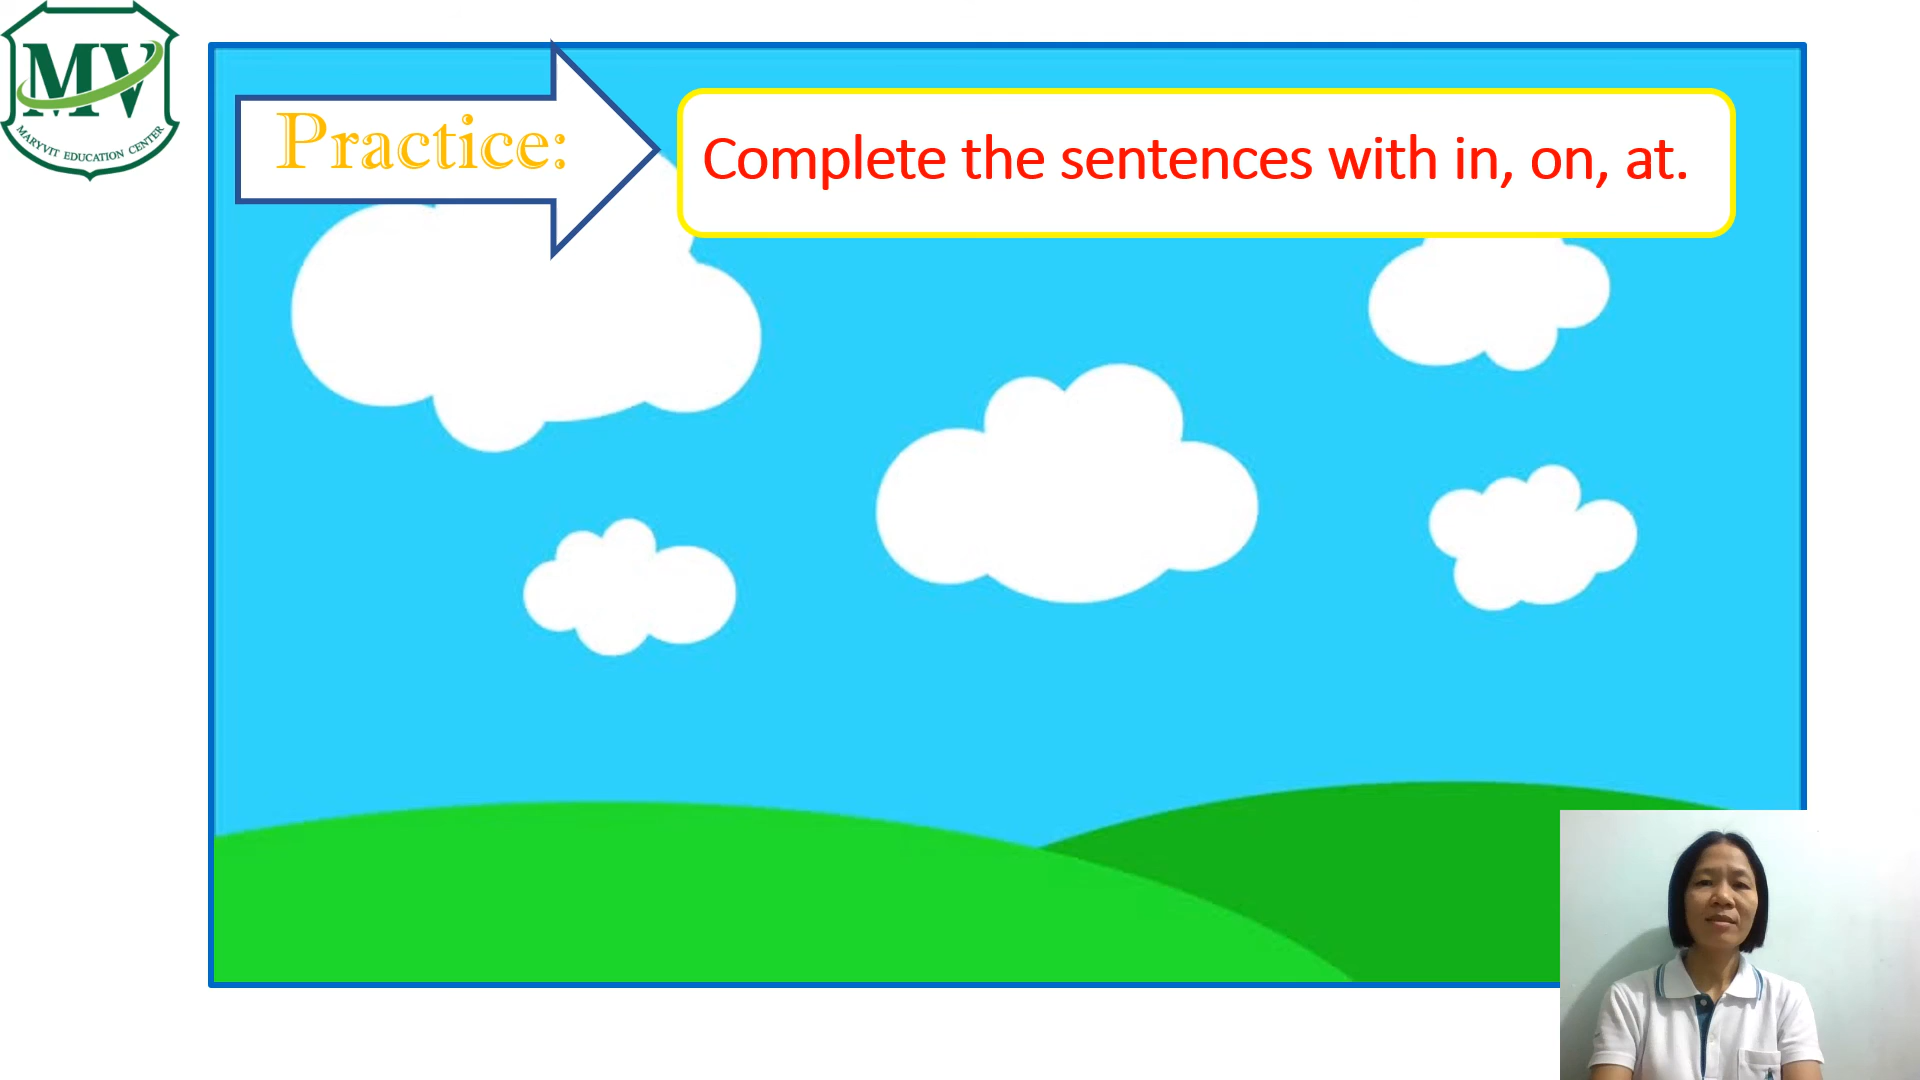 MV
MARYVIT EDUCATION CENTER
Practice:
Complete the sentences with in, on, at.